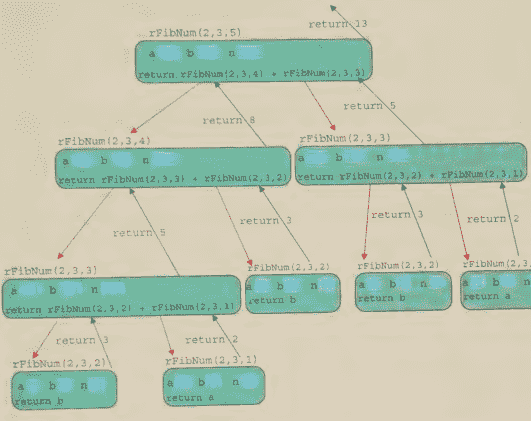 return 13
rFibNum(2,3,5)
a b n
return rFibNum(2,3,4) + rFibNum(2,3,3)
return 8
return 5
rFibNum(2,3,4)
a b n
return rFibNum(2,3,3) + rFibNum(2,3,2)
rFibNum(2,3,3)
a b n
return rFibNum(2,3,2) + rFibNum(2,3,1)
return 5
return 3
return 3
return 2
rFibNum(2,3,3)
a b n
return rFibNum(2,3,2) + rFibNum(2,3,1)
rFibNum(2,3,2)
a b n
return b
rFibNum(2,3,2)
a b n
return b
rFibNum(2,3,
a b n
return a
return 3
return 2
rFibNum(2,3,2)
a b n
return b
rFibNum(2,3,1)
a b n
return a